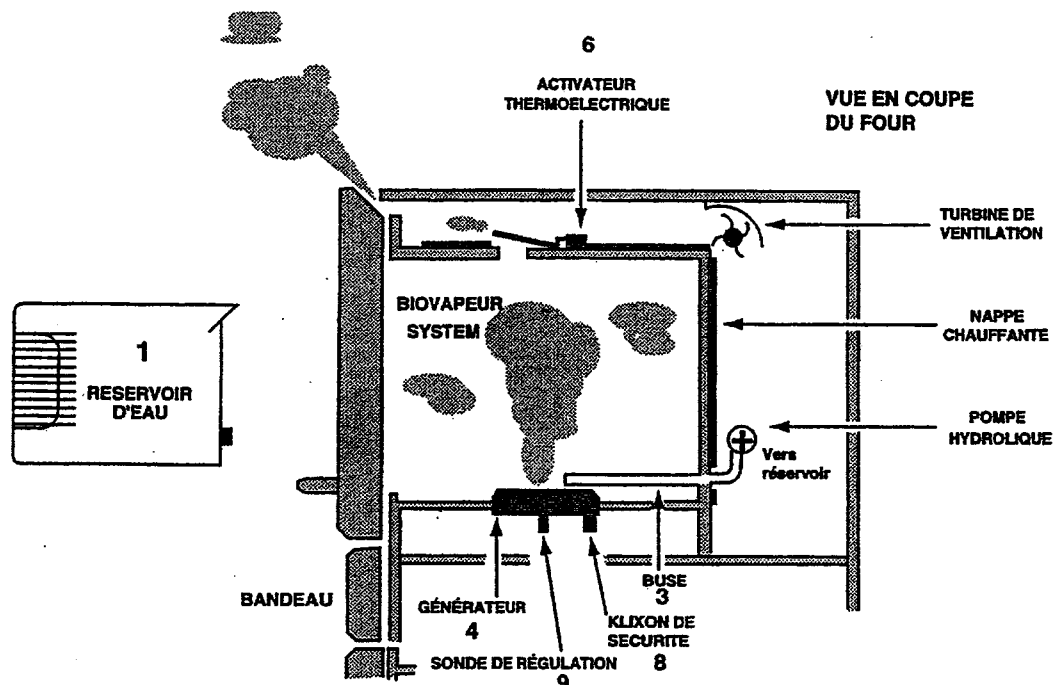 6
ACTIVATEUR
THERMOELECTRIQUE
VUE EN COUPE
DU FOUR
TURBINE DE
VENTILATION
BIOVAPEUR
SYSTEM
NAPPE
CHAUFFANTE
1
RESERVOIR
D'EAU
POMPE
HYDROLIQUE
Vers
réservoir
BANDEAU
GÉNÉRATEUR
4
BUSE
3
KLIXON DE
SECURITE
8
SONDE DE RÉGULATION
9